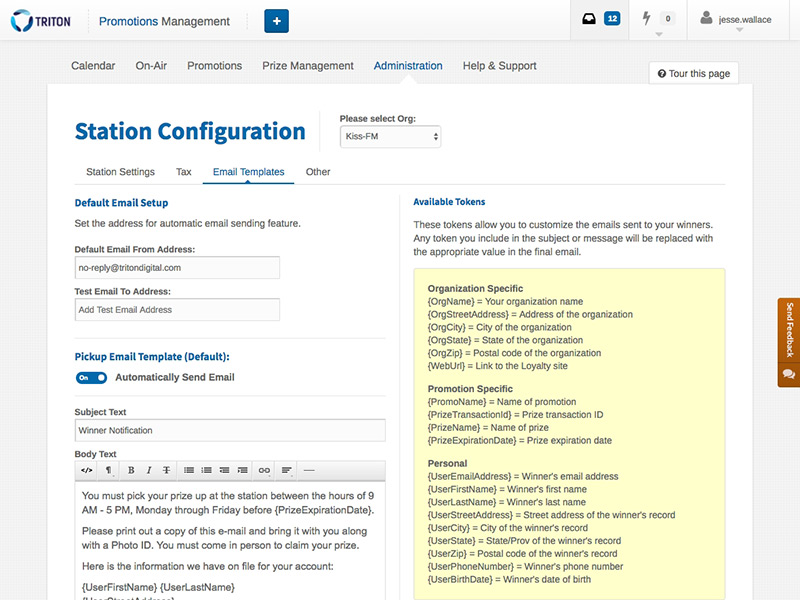 TRITON
Promotions Management
+
12
0
jesse.wallace
Calendar On-Air Promotions Prize Management Administration Help & Support
? Tour this page
Station Configuration
Please select Org:
Kiss-FM
Station Settings Tax Email Templates Other
Default Email Setup
Set the address for automatic email sending feature.
Default Email From Address:
no-reply@tritondigital.com
Test Email To Address:
Add Test Email Address
Pickup Email Template (Default):
On Automatically Send Email
Subject Text
Winner Notification
Body Text
</> ¶ B I T
You must pick your prize up at the station between the hours of 9
AM - 5 PM, Monday through Friday before {PrizeExpirationDate}.
Please print out a copy of this e-mail and bring it with you along
with a Photo ID. You must come in person to claim your prize.
Here is the information we have on file for your account:
{UserFirstName} {UserLastName}
{UserStreetAddress}
Available Tokens
These tokens allow you to customize the emails sent to your winners.
Any token you include in the subject or message will be replaced with
the appropriate value in the final email.
Organization Specific
{OrgName} = Your organization name
{OrgStreetAddress} = Address of the organization
{OrgCity} = City of the organization
{OrgState} = State of the organization
{OrgZip} = Postal code of the organization
{WebUrl} = Link to the Loyalty site
Promotion Specific
{PromoName} = Name of promotion
{PrizeTransactionId} = Prize transaction ID
{PrizeName} = Name of prize
{PrizeExpirationDate} = Prize expiration date
Personal
{UserEmailAddress} = Winner's email address
{UserFirstName} = Winner's first name
{UserLastName} = Winner's last name
{UserStreetAddress} = Street address of the winner's record
{UserCity} = City of the winner's record
{UserState} = State/Prov of the winner's record
{UserZip} = Postal code of the winner's record
{UserPhoneNumber} = Winner's phone number
{UserBirthDate} = Winner's date of birth
Send Feedback